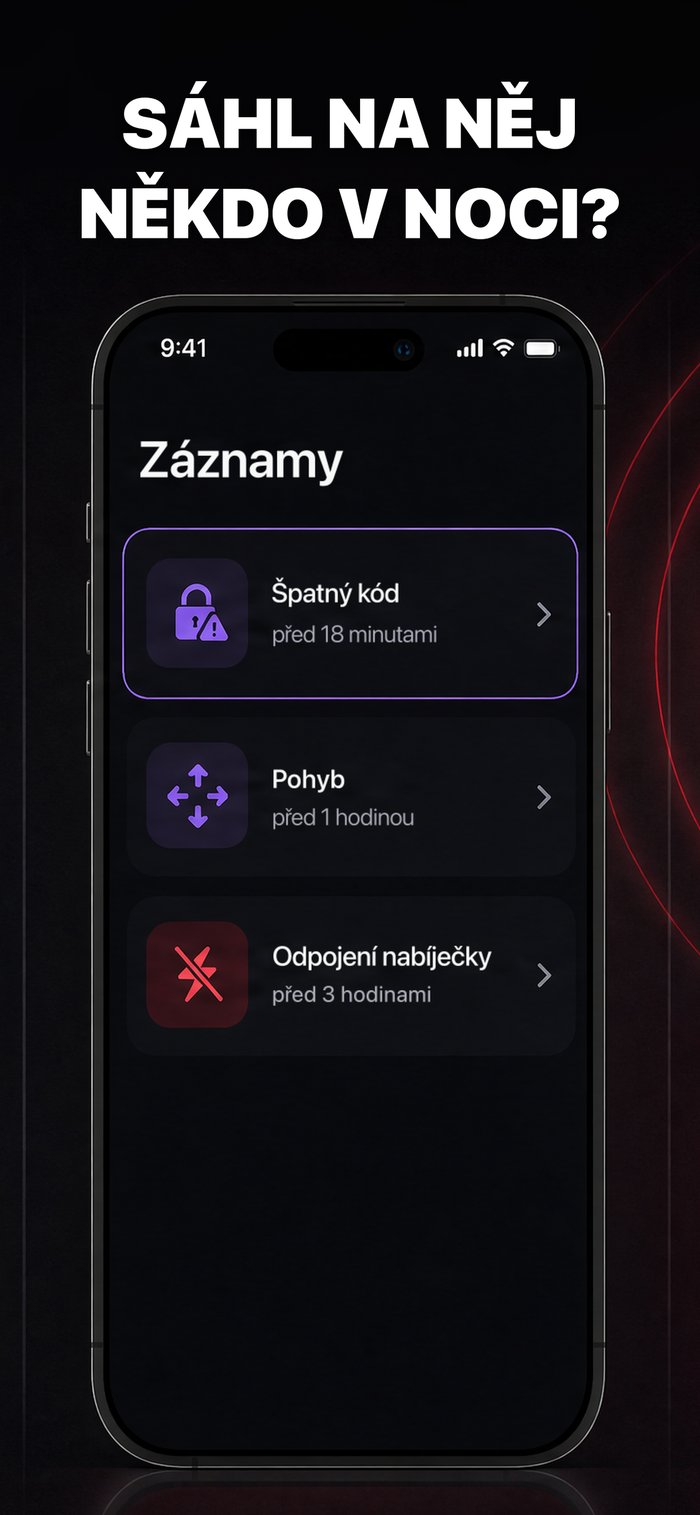 SÁHL NA NĚJ
NĚKDO V NOCI?
9:41
Záznamy
Špatný kód
před 18 minutami
Pohyb
před 1 hodinou
Odpojení nabíječky
před 3 hodinami